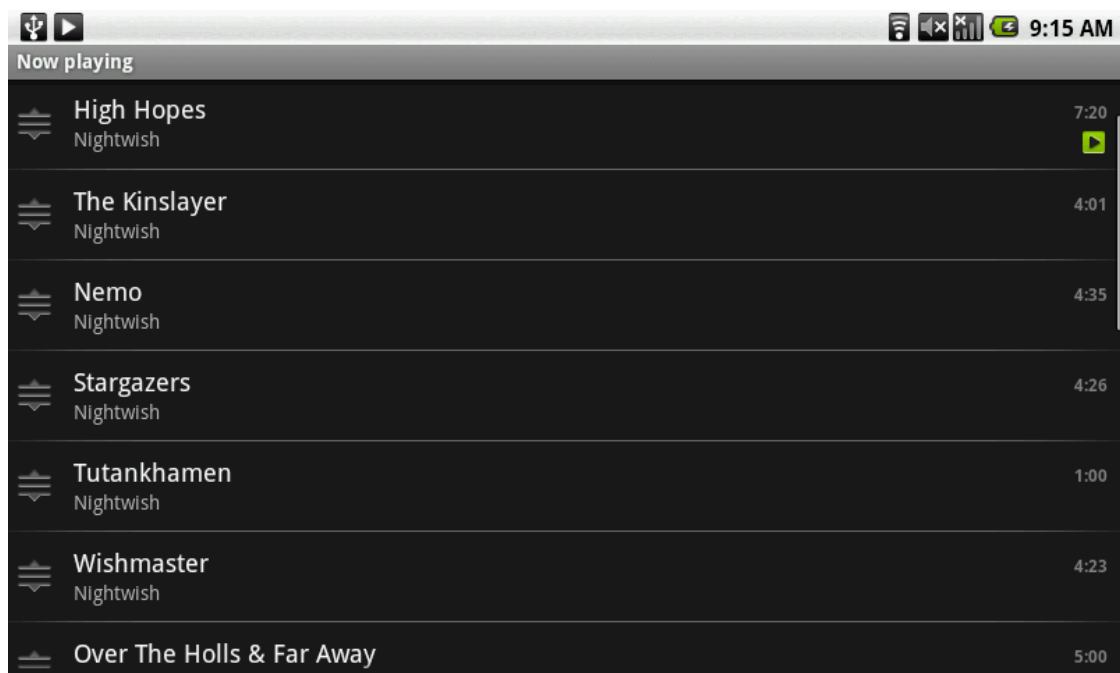 9:15 AM
Now playing
High Hopes
7:20
Nightwish
The Kinslayer
4:01
Nightwish
Nemo
4:35
Nightwish
Stargazers
4:26
Nightwish
Tutankhamen
1:00
Nightwish
Wishmaster
4:23
Nightwish
Over The Holls & Far Away
5:00